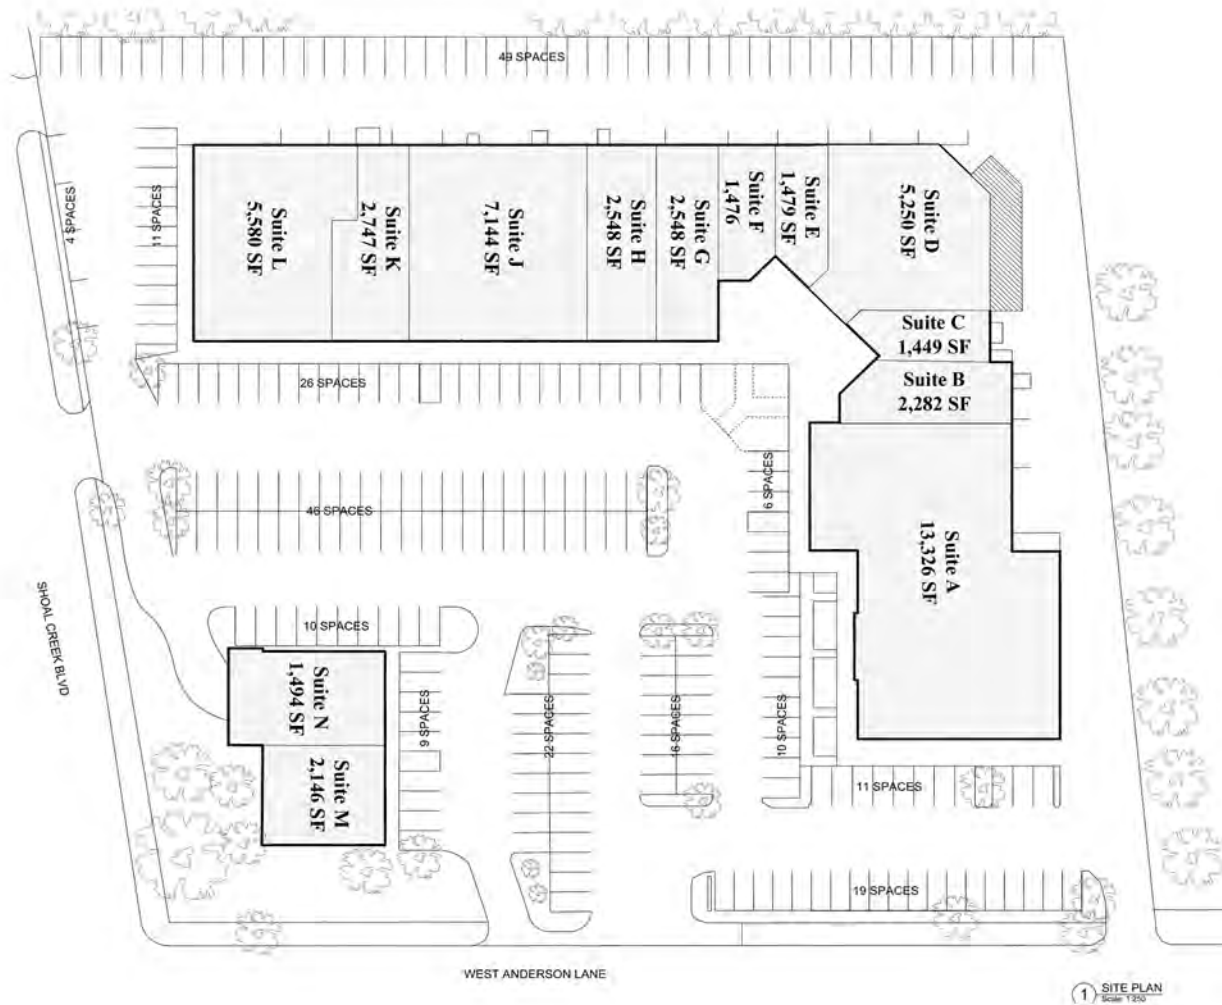 49 SPACES
4 SPACES
11 SPACES
Suite L
5,580 SF
Suite K
2,747 SF
Suite J
7,144 SF
Suite H
2,548 SF
Suite G
2,548 SF
Suite F
1,476
Suite E
1,479 SF
Suite D
5,250 SF
Suite C
1,449 SF
Suite B
2,282 SF
26 SPACES
6 SPACES
46 SPACES
Suite A
13,326 SF
SHOAL CREEK BLVD
10 SPACES
Suite N
1,494 SF
Suite M
2,146 SF
9 SPACES
22 SPACES
16 SPACES
10 SPACES
11 SPACES
19 SPACES
WEST ANDERSON LANE
1
SITE PLAN
Scale: 1:250